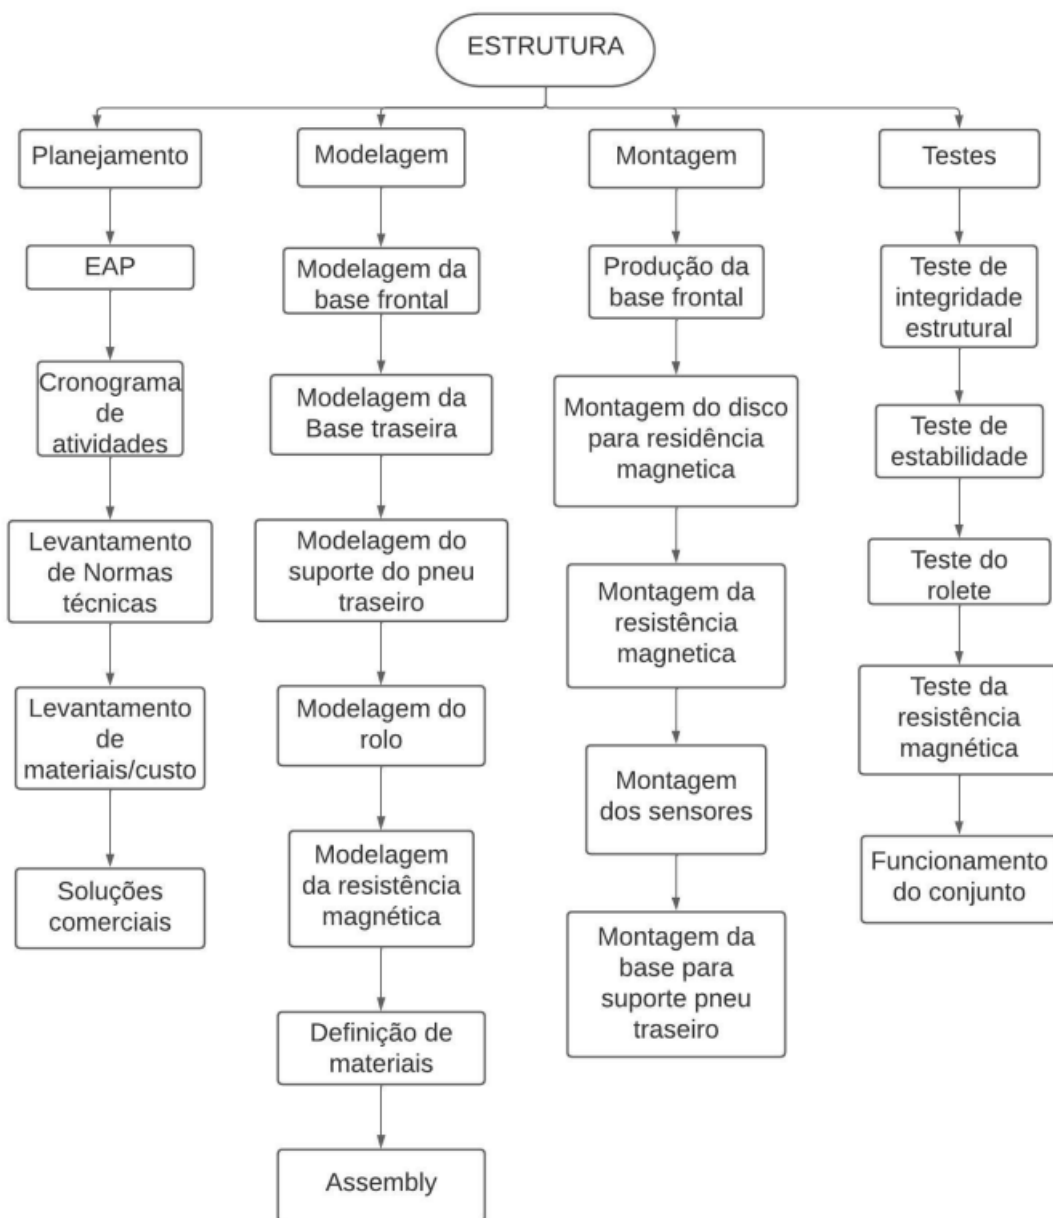 ESTRUTURA
Planejamento
EAP
Cronograma
de
atividades
Levantamento
de Normas
técnicas
Levantamento
de
materiais/custo
Soluções
comerciais
Modelagem
Modelagem da
base frontal
Modelagem da
Base traseira
Modelagem do
suporte do pneu
traseiro
Modelagem do
rolo
Modelagem
da resistência
magnética
Definição de
materiais
Assembly
Montagem
Produção da
base frontal
Montagem do disco
para residência
magnetica
Montagem da
resistência
magnetica
Montagem
dos sensores
Montagem da
base para
suporte pneu
traseiro
Testes
Teste de
integridade
estrutural
Teste de
estabilidade
Teste do
rolete
Teste da
resistência
magnética
Funcionamento
do conjunto